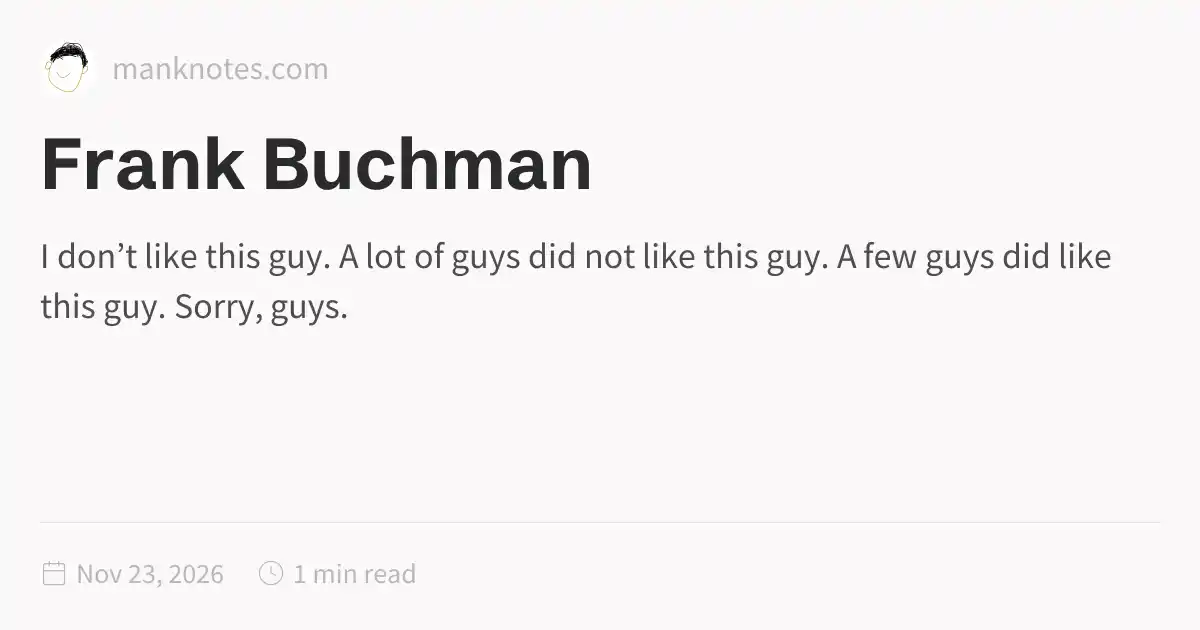 manknotes.com
Frank Buchman
I don’t like this guy. A lot of guys did not like this guy. A few guys did like
this guy. Sorry, guys.
Nov 23, 2026 1 min read